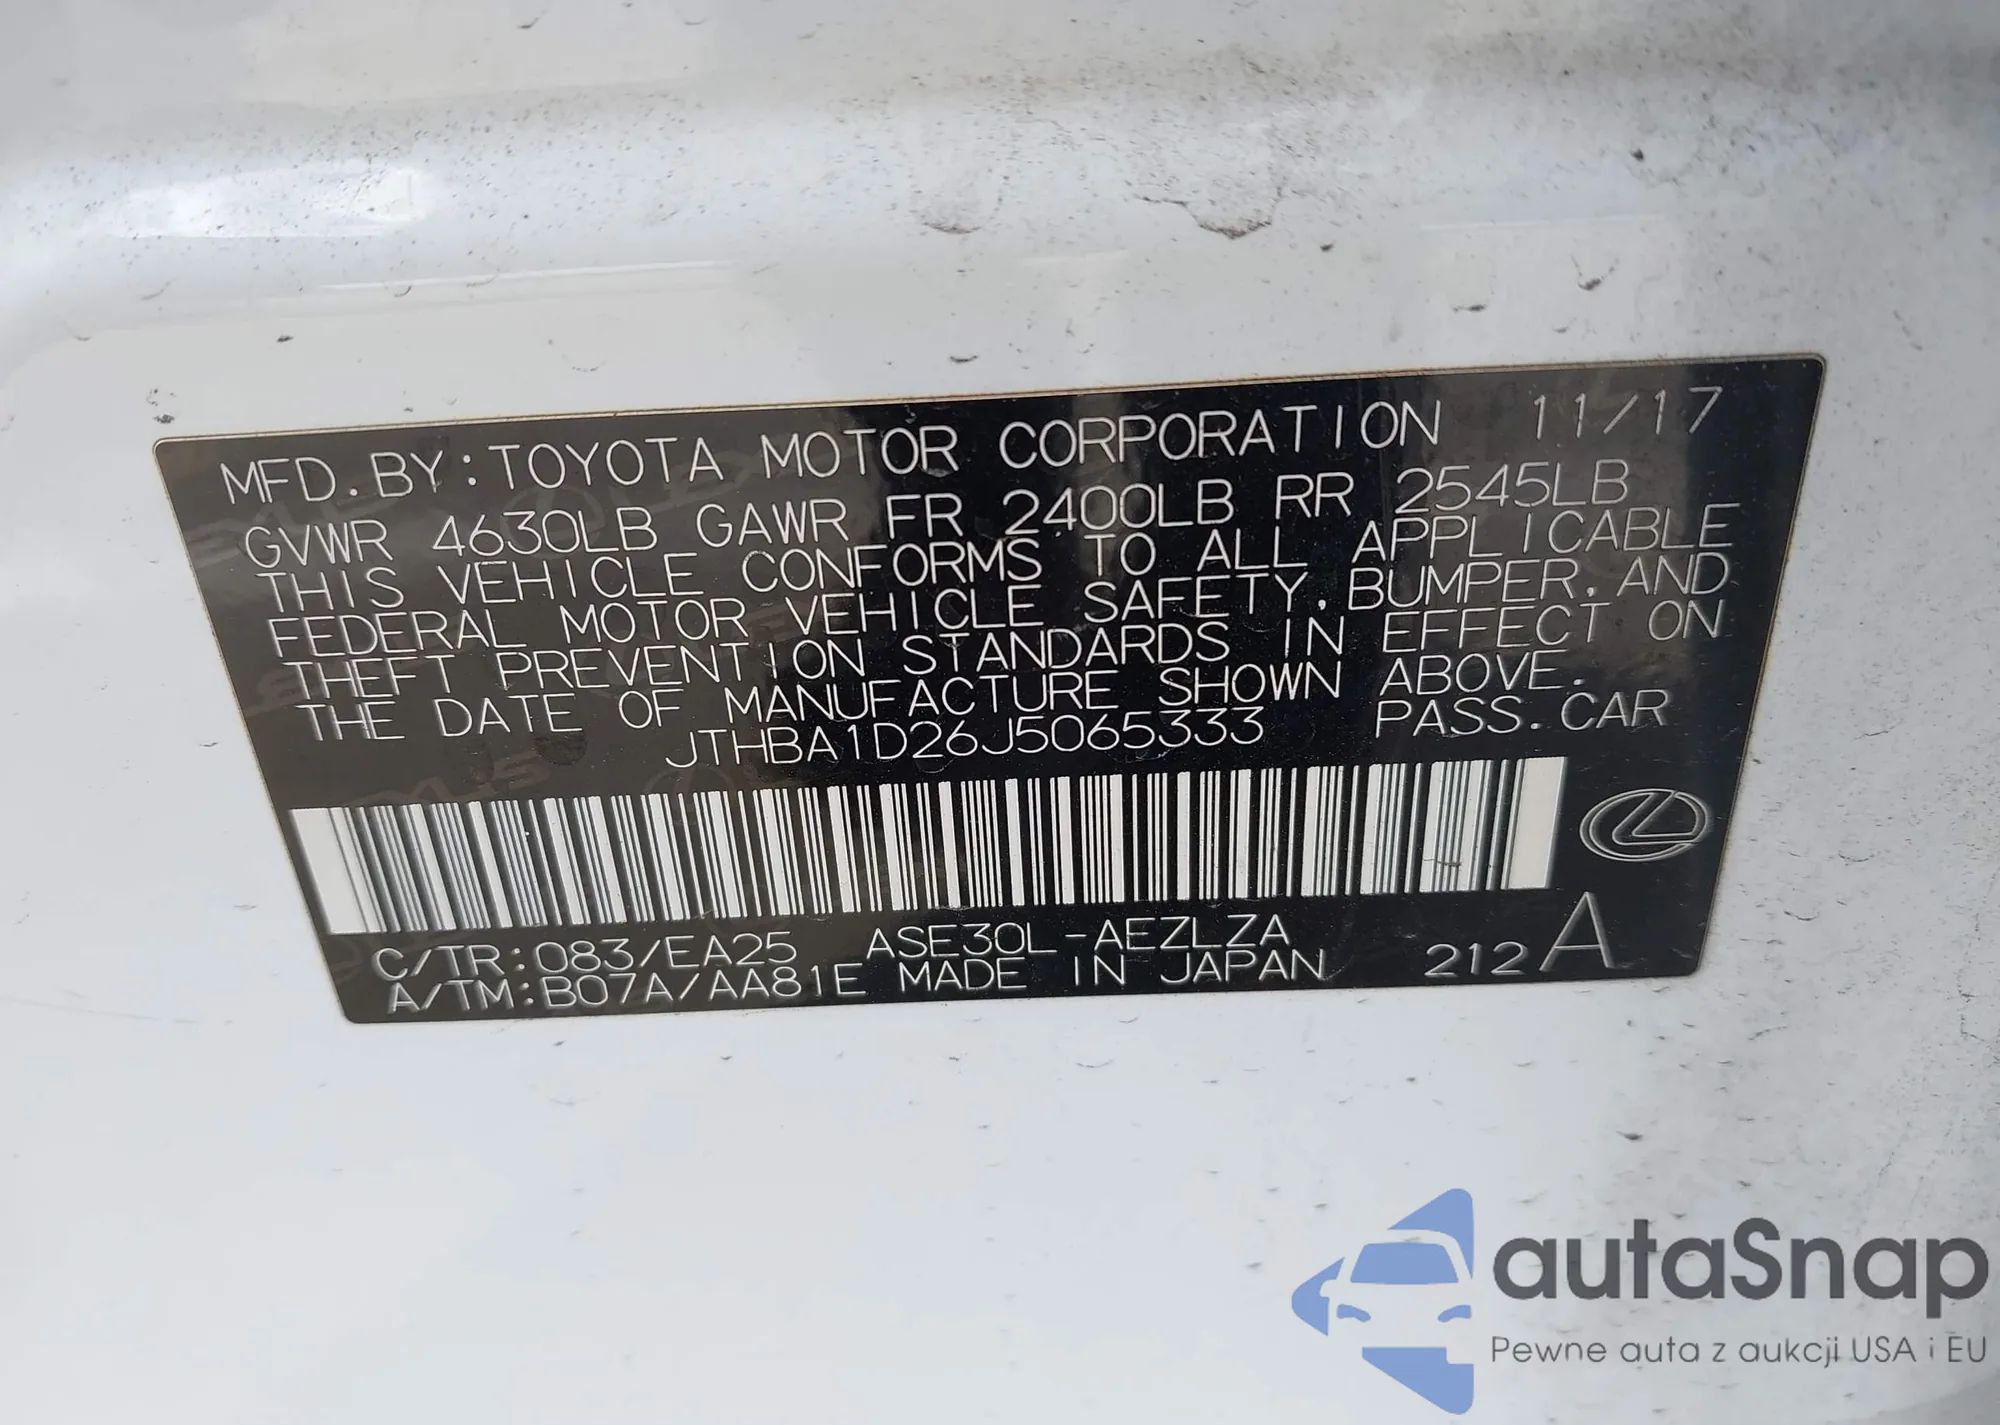 MFD. BY: TOYOTA MOTOR CORPORATION 11/17
GVWR 4630LB GAWR FR 2400LB RR 2545LB
THIS VEHICLE CONFORMS TO ALL APPLICABLE
FEDERAL MOTOR VEHICLE SAFETY, BUMPER, AND
THEFT PREVENTION STANDARDS IN EFFECT ON
THE DATE OF MANUFACTURE SHOWN ABOVE.
JTHBA1D26J5065333 PASS. CAR
C/TR: 083/EA25 ASE30L-AEZLZA
A/TM: B07A/AA81E MADE IN JAPAN 212A
autaSnap
Pewne auta z aukcji USA i EU